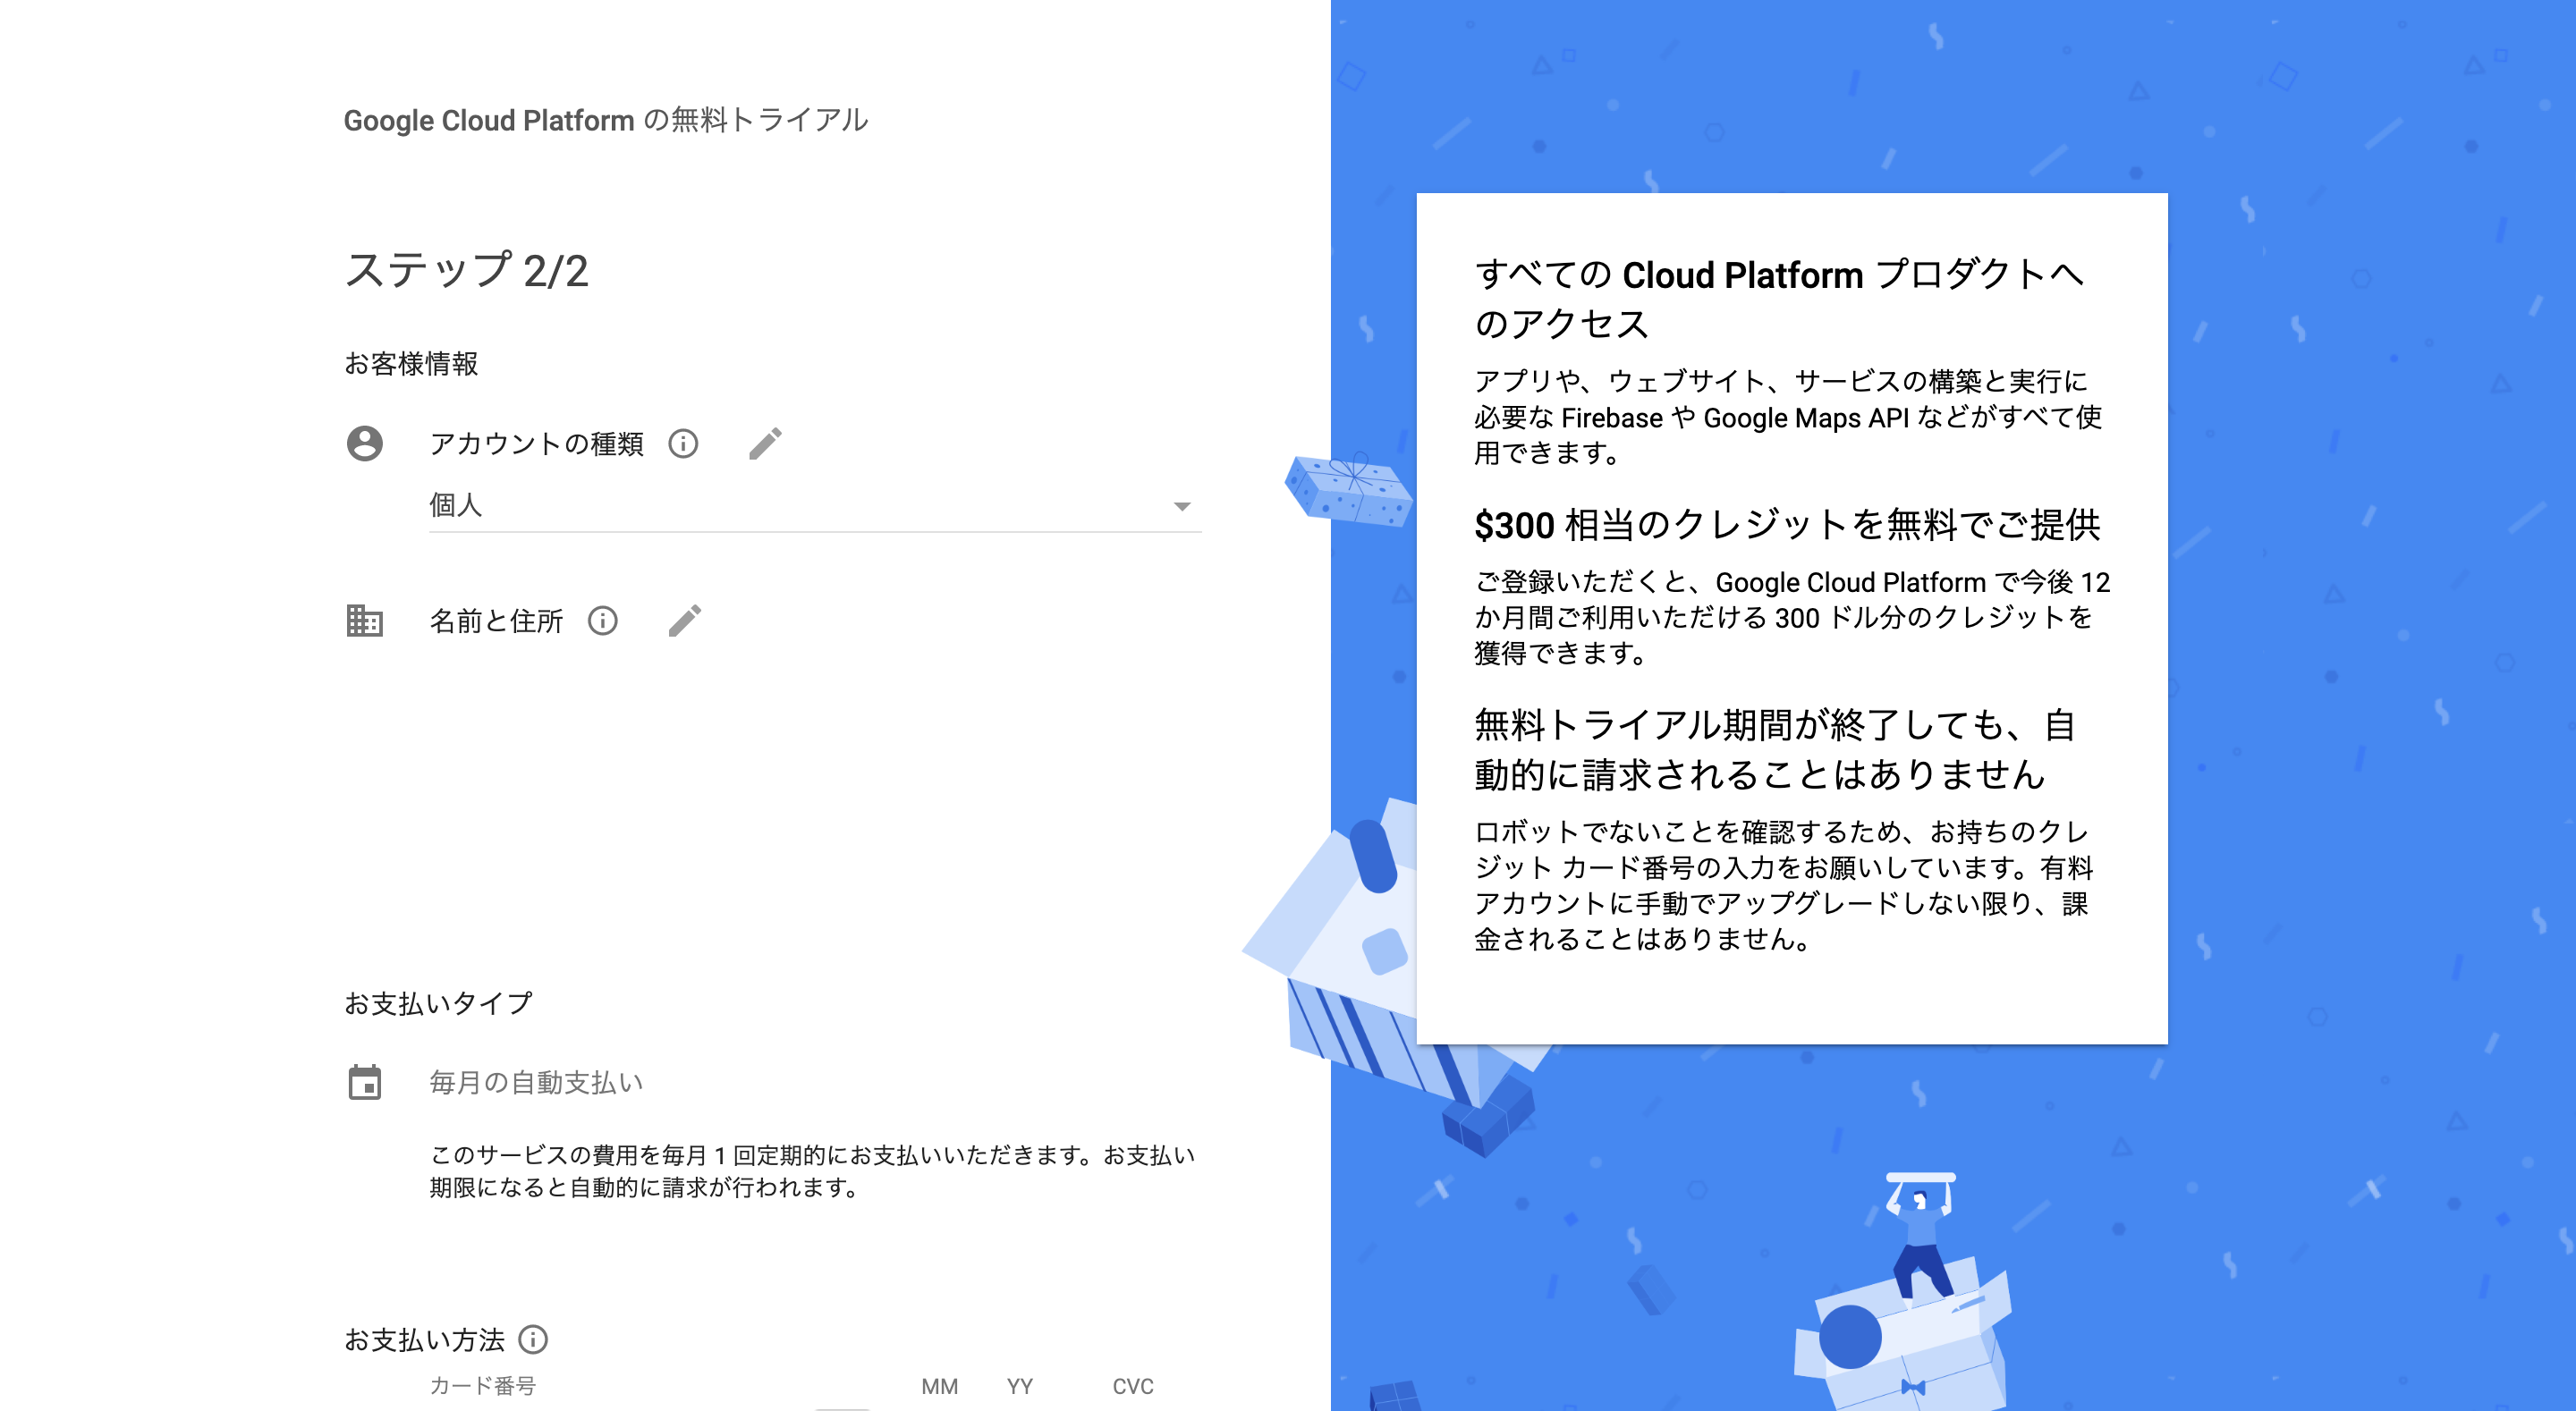 Google Cloud Platform の無料トライアル
ステップ 2/2
お客様情報
アカウントの種類
個人
名前と住所
お支払いタイプ
毎月の自動支払い
このサービスの費用を毎月 1 回定期的にお支払いいただきます。お支払い
期限になると自動的に請求が行われます。
お支払い方法
カード番号 MM YY CVC
すべての Cloud Platform プロダクトへ
のアクセス
アプリや、ウェブサイト、サービスの構築と実行に
必要な Firebase や Google Maps API などがすべて使
用できます。
$300 相当のクレジットを無料でご提供
ご登録いただくと、Google Cloud Platform で今後 12
か月間ご利用いただける 300 ドル分のクレジットを
獲得できます。
無料トライアル期間が終了しても、自
動的に請求されることはありません
ロボットでないことを確認するため、お持ちのクレ
ジット カード番号の入力をお願いしています。有料
アカウントに手動でアップグレードしない限り、課
金されることはありません。